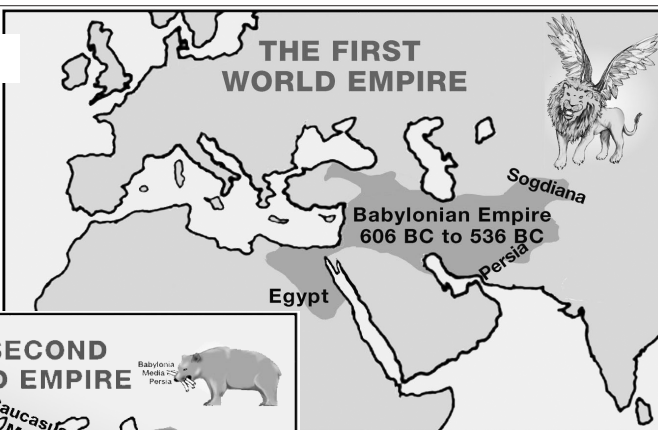 THE FIRST
WORLD EMPIRE
Sogdiana
Babylonian Empire
606 BC to 536 BC
Persia
Egypt
SECOND
EMPIRE
Babylonia
Media
Persia
aucasus